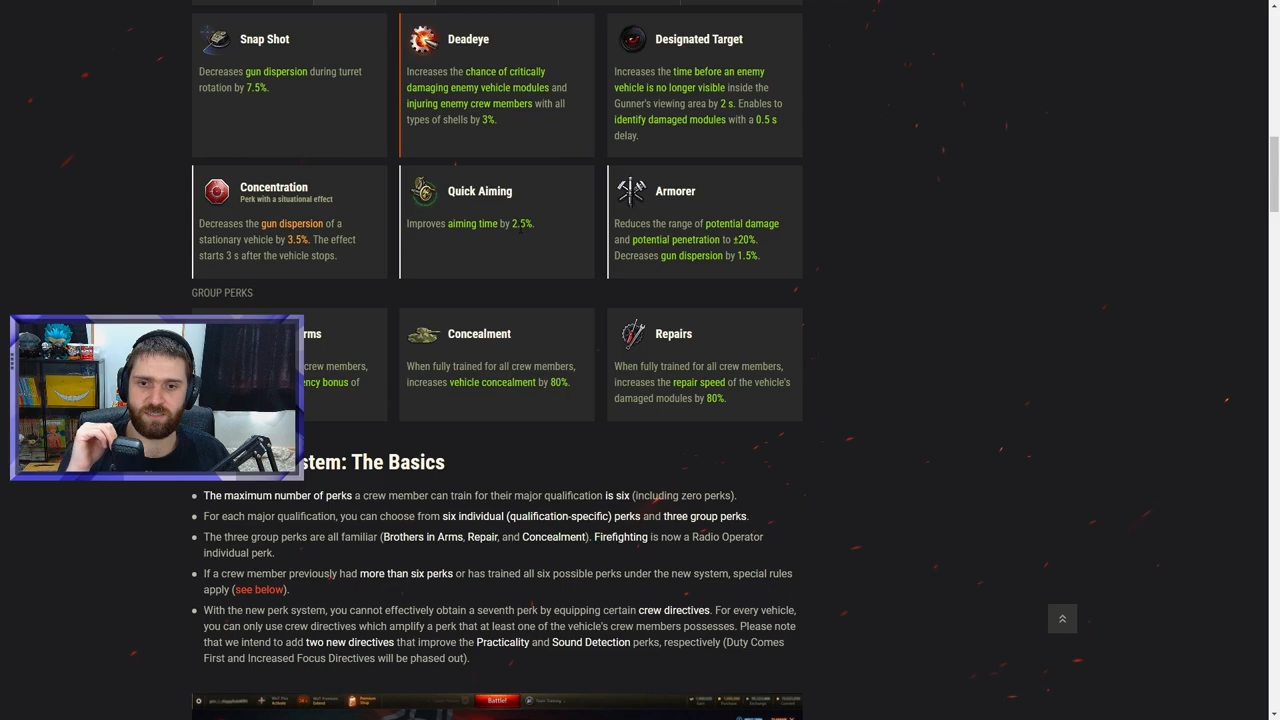 Snap Shot
Decreases gun dispersion during turret
rotation by 7.5%.
Deadeye
Increases the chance of critically
damaging enemy vehicle modules and
injuring enemy crew members with all
types of shells by 3%.
Designated Target
Increases the time before an enemy
vehicle is no longer visible inside the
Gunner's viewing area by 2 s. Enables to
identify damaged modules with a 0.5 s
delay.
Concentration
Perk with a situational effect
Decreases the gun dispersion of a
stationary vehicle by 3.5%. The effect
starts 3 s after the vehicle stops.
Quick Aiming
Improves aiming time by 2.5%.
Armorer
Reduces the range of potential damage
and potential penetration to ±20%.
Decreases gun dispersion by 1.5%.
GROUP PERKS
rms
crew members,
ency bonus of
Concealment
When fully trained for all crew members,
increases vehicle concealment by 80%.
Repairs
When fully trained for all crew members,
increases the repair speed of the vehicle's
damaged modules by 80%.
stem: The Basics
The maximum number of perks a crew member can train for their major qualification is six (including zero perks).
For each major qualification, you can choose from six individual (qualification-specific) perks and three group perks.
The three group perks are all familiar (Brothers in Arms, Repair, and Concealment). Firefighting is now a Radio Operator
individual perk.
If a crew member previously had more than six perks or has trained all six possible perks under the new system, special rules
apply (see below).
With the new perk system, you cannot effectively obtain a seventh perk by equipping certain crew directives. For every vehicle,
you can only use crew directives which amplify a perk that at least one of the vehicle's crew members possesses. Please note
that we intend to add two new directives that improve the Practicality and Sound Detection perks, respectively (Duty Comes
First and Increased Focus Directives will be phased out).
Battle!